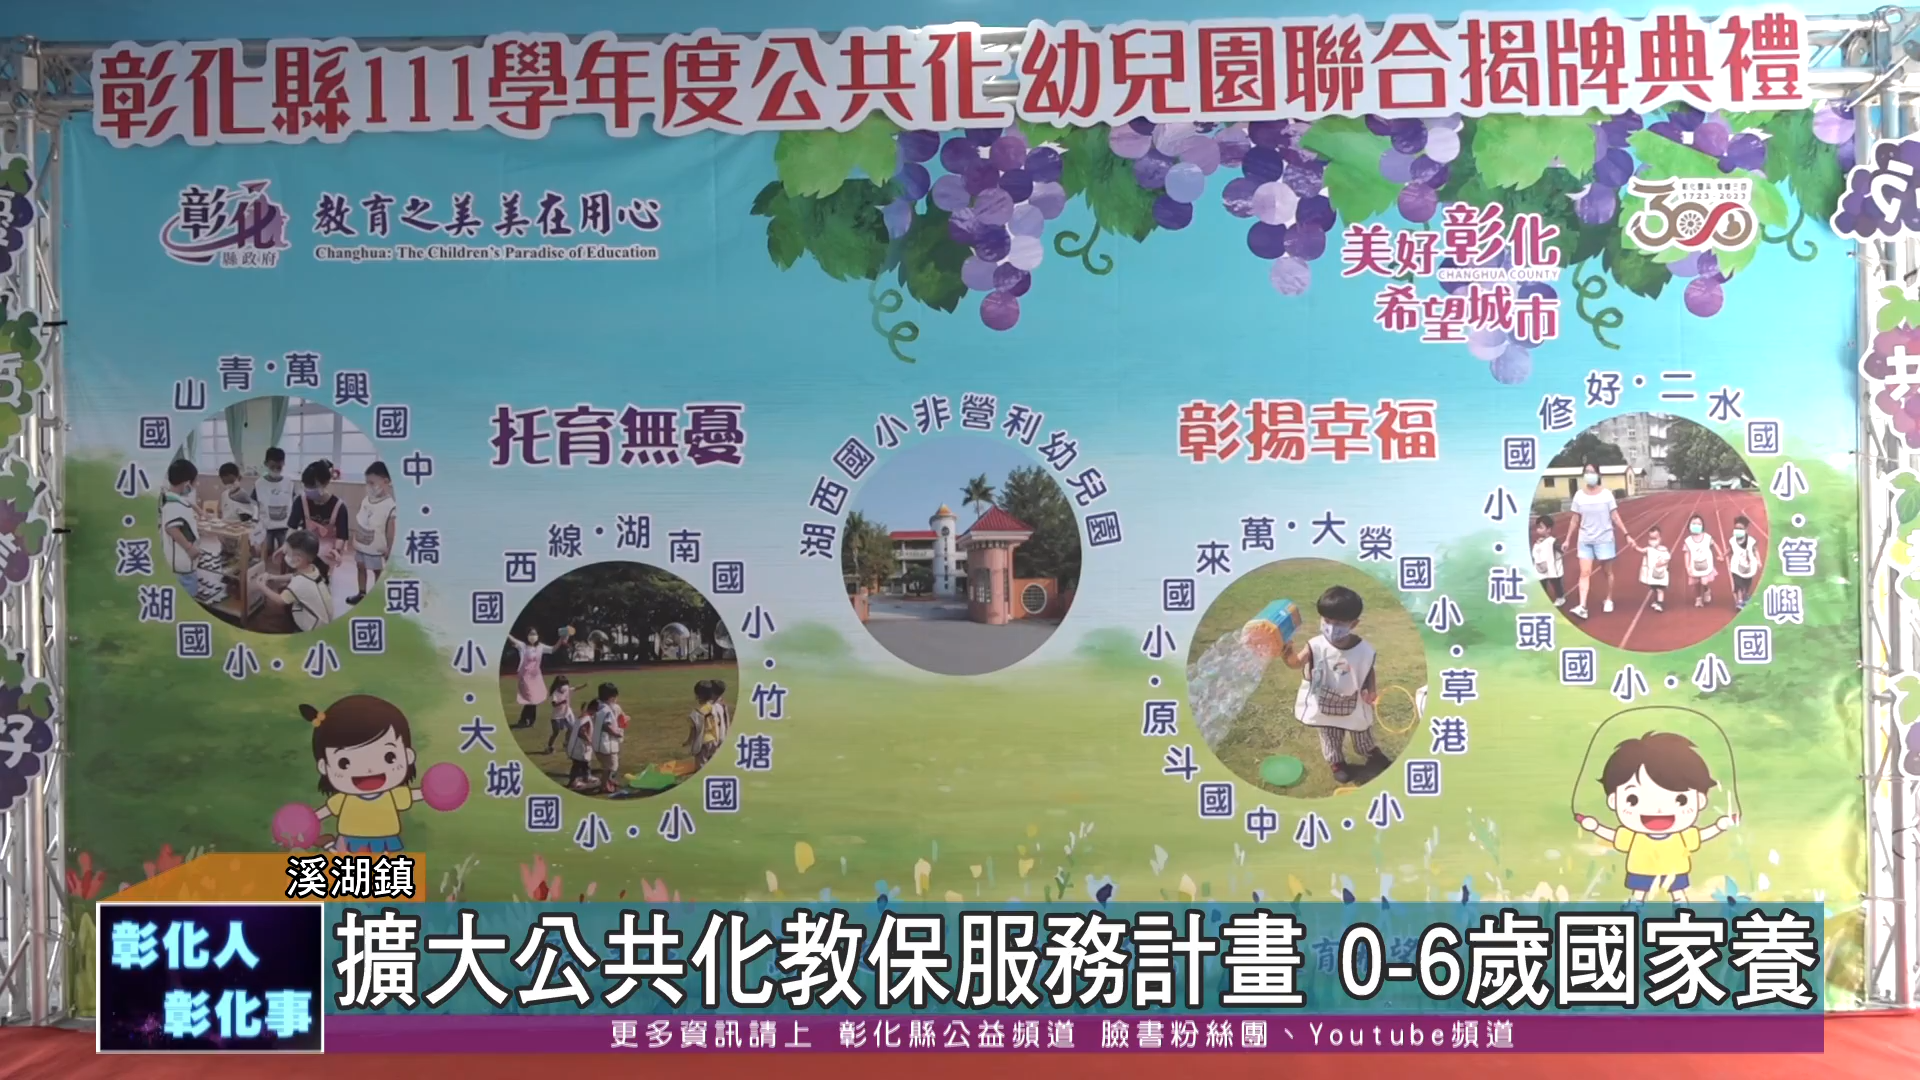 彰化縣111學年度公共化幼兒園聯合揭牌典禮
彰化
縣政府
教育之美 美在用心
Changhua: The Children's Paradise of Education
美好彰化
CHANGHUA COUNTY
希望城市
1723-2023
300
托育無憂
彰揚幸福
溪湖國小・山青・萬興國中・橋頭國小・
大城國小・西線・湖南國小・竹塘國小・
湖西國小非營利幼兒園
原斗國中小・來萬・大榮國小・草港國小・
社頭國小・修好・二水國小・管嶼國小・
溪湖鎮
彰化人
彰化事
擴大公共化教保服務計畫 0-6歲國家養
更多資訊請上 彰化縣公益頻道 臉書粉絲團、Youtube頻道